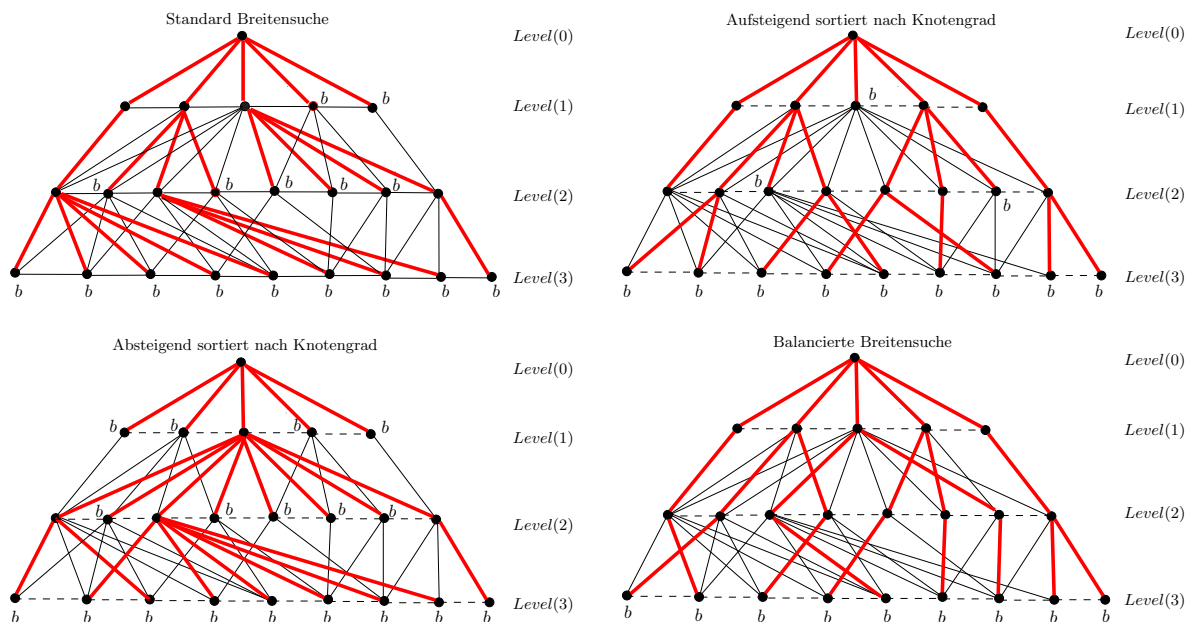 Standard Breitensuche
Level(0)
b b
Level(1)
b b b b b
Level(2)
Level(3)
b b b b b b b b b
Aufsteigend sortiert nach Knotengrad
Level(0)
b
Level(1)
b
Level(2)
b
Level(3)
b b b b b b b b b
Absteigend sortiert nach Knotengrad
Level(0)
b b b b
Level(1)
b b b b b
Level(2)
Level(3)
b b b b b b b b b
Balancierte Breitensuche
Level(0)
Level(1)
Level(2)
Level(3)
b b b b b b b b b